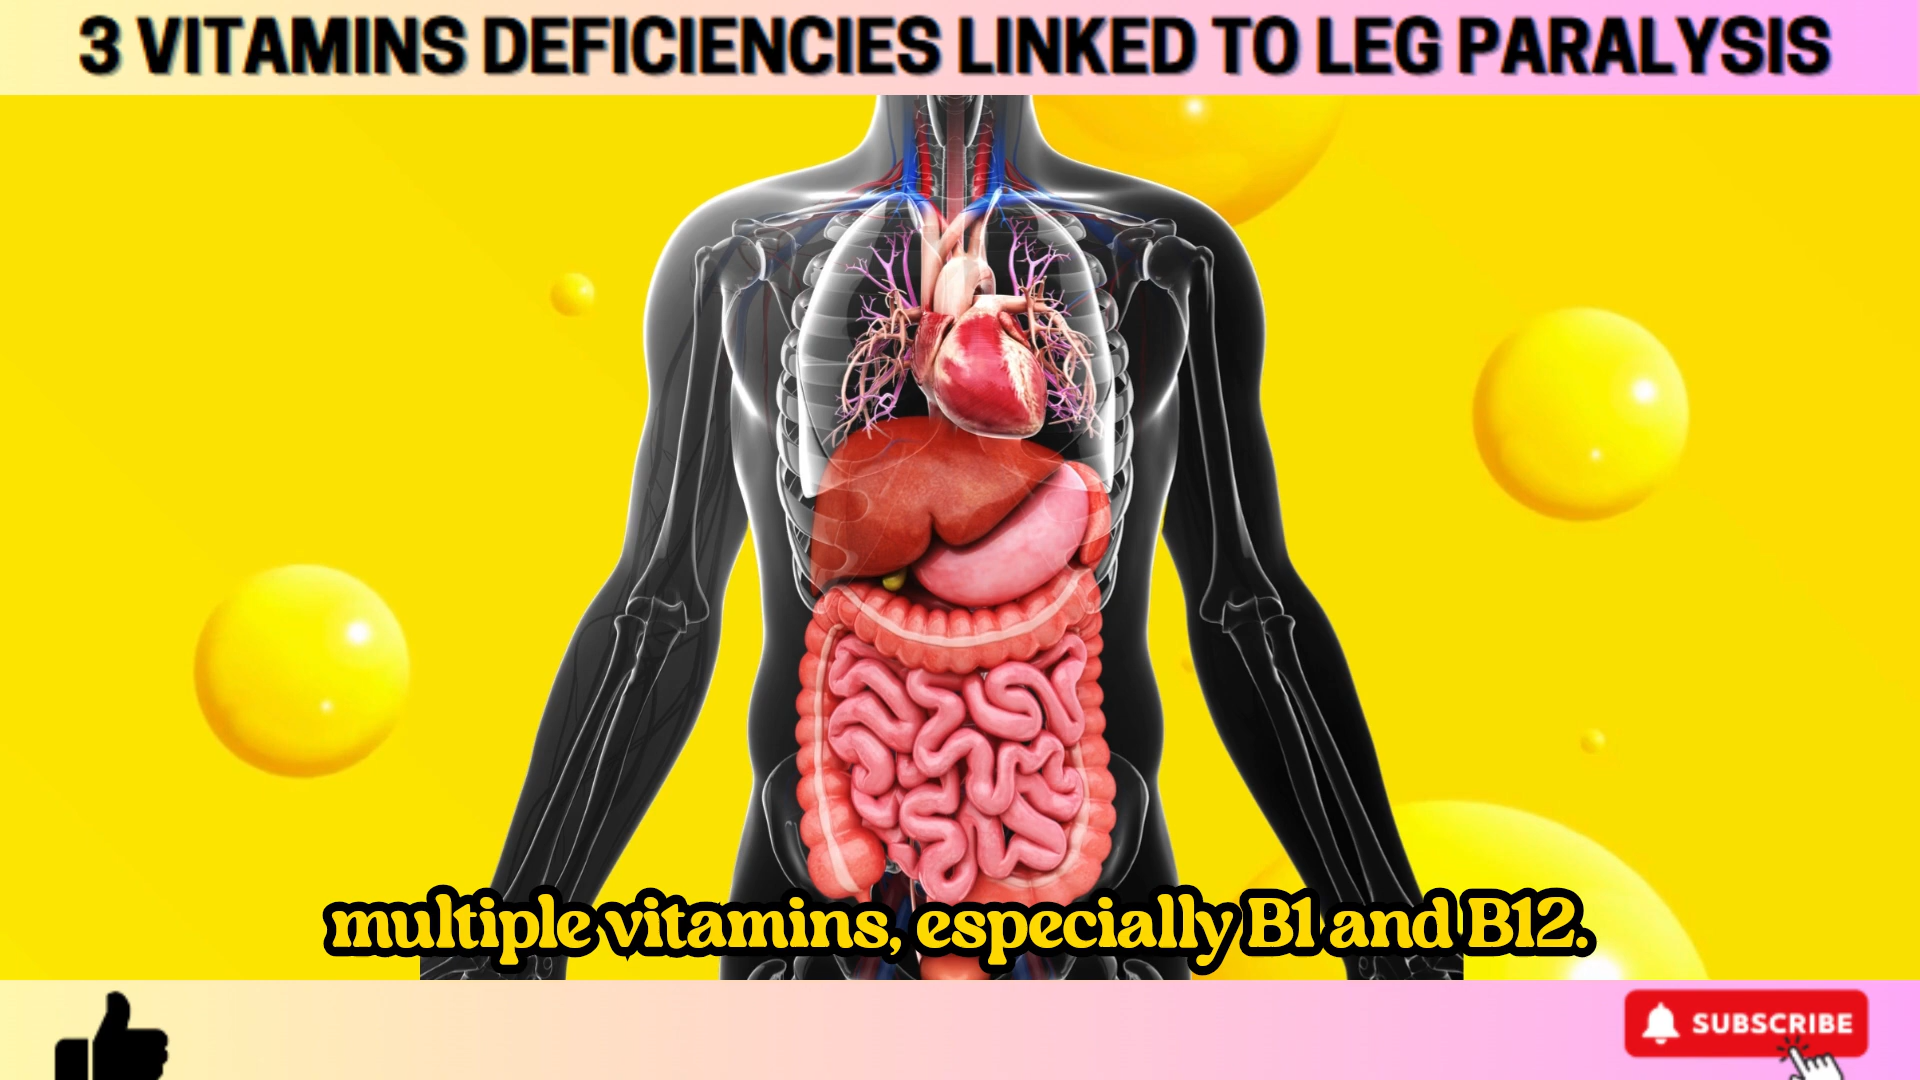 3 VITAMINS DEFICIENCIES LINKED TO LEG PARALYSIS
multiple vitamins, especially B1 and B12.
SUBSCRIBE